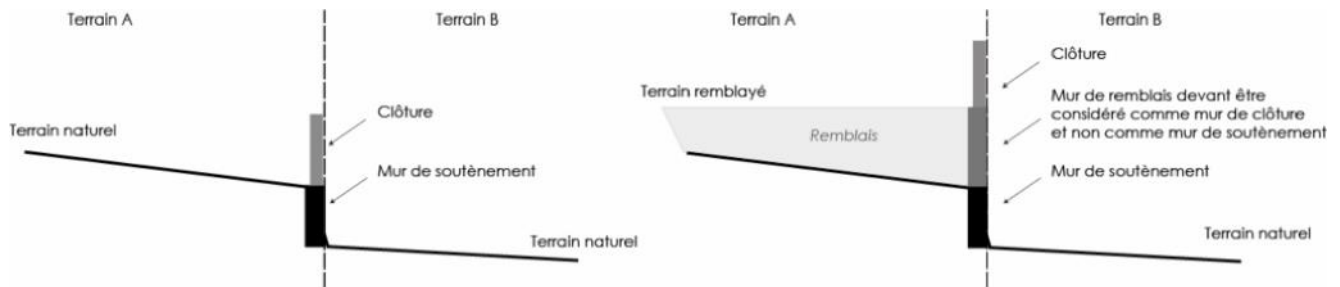 Terrain A
Terrain B
Clôture
Terrain naturel
Mur de soutènement
Terrain naturel
Terrain A
Terrain B
Clôture
Terrain remblayé
Mur de remblais devant être
considéré comme mur de clôture
et non comme mur de soutènement
Remblais
Mur de soutènement
Terrain naturel